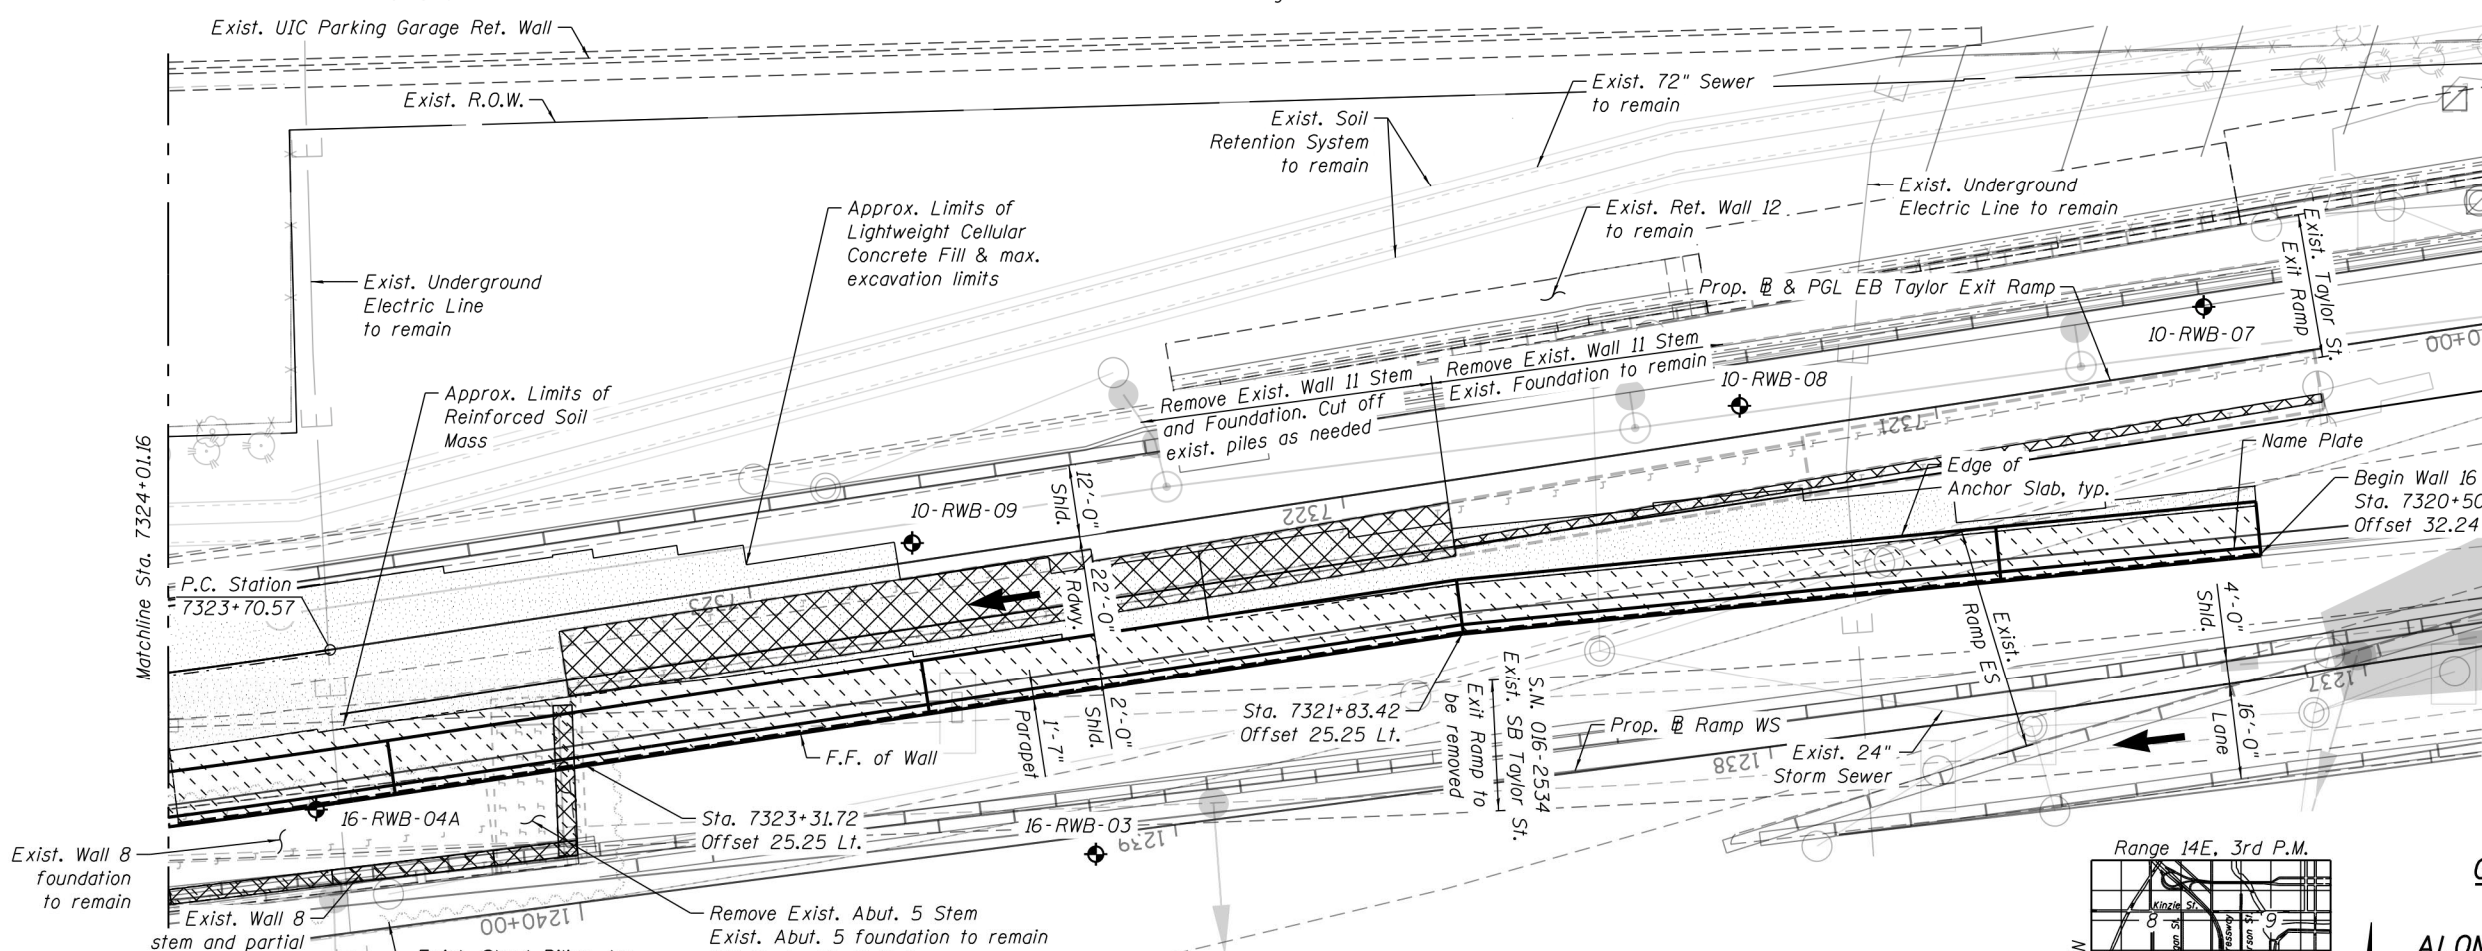 Exist. UIC Parking Garage Ret. Wall
Exist. R.O.W.
Exist. 72" Sewer
to remain
Exist. Soil
Retention System
to remain
Approx. Limits of
Lightweight Cellular
Concrete Fill & max.
excavation limits
Exist. Ret. Wall 12
to remain
Exist. Underground
Electric Line to remain
Exist. Underground
Electric Line
to remain
Prop. ⅊ & PGL EB Taylor Exit Ramp
Exist. Taylor St.
Exit Ramp
10-RWB-07
0+00
Remove Exist. Wall 11 Stem
and Foundation. Cut off
exist. piles as needed
Remove Exist. Wall 11 Stem
Exist. Foundation to remain
10-RWB-08
Approx. Limits of
Reinforced Soil
Mass
Matchline Sta. 7324+01.16
7321
Name Plate
Edge of
Anchor Slab, typ.
Begin Wall 16
Sta. 7320+50
Offset 32.24
10-RWB-09
12'-0"
Shld.
7322
P.C. Station
7323+70.57
7323
22'-0"
Rdwy.
Exist.
Ramp ES
4'-0"
Shld.
16'-0"
Lane
1237
2'-0"
Shld.
1'-7"
Parapet
F.F. of Wall
Sta. 7321+83.42
Offset 25.25 Lt.
S.N. 016-2534
Exist. SB Taylor St.
Exit Ramp to
be removed
Prop. ⅊ Ramp WS
Exist. 24"
Storm Sewer
1238
16-RWB-04A
Sta. 7323+31.72
Offset 25.25 Lt.
16-RWB-03
1239
Exist. Wall 8
foundation
to remain
Exist. Wall 8
stem and partial
1240+00
Remove Exist. Abut. 5 Stem
Exist. Abut. 5 foundation to remain
Range 14E, 3rd P.M.
Kinzie St.
8
9